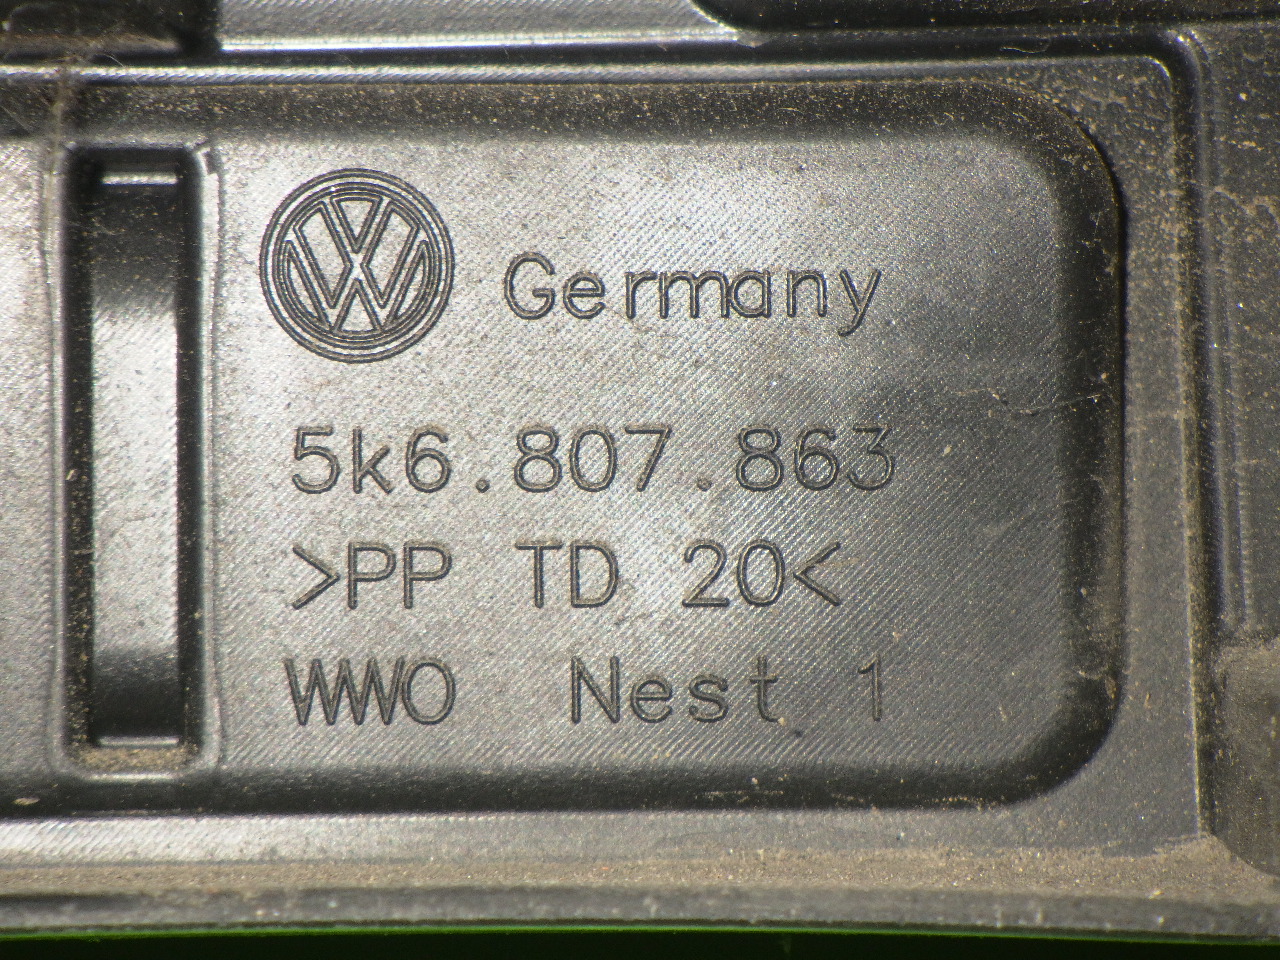 Germany
5k6.807.863
>PP TD 20<
WWO Nest 1